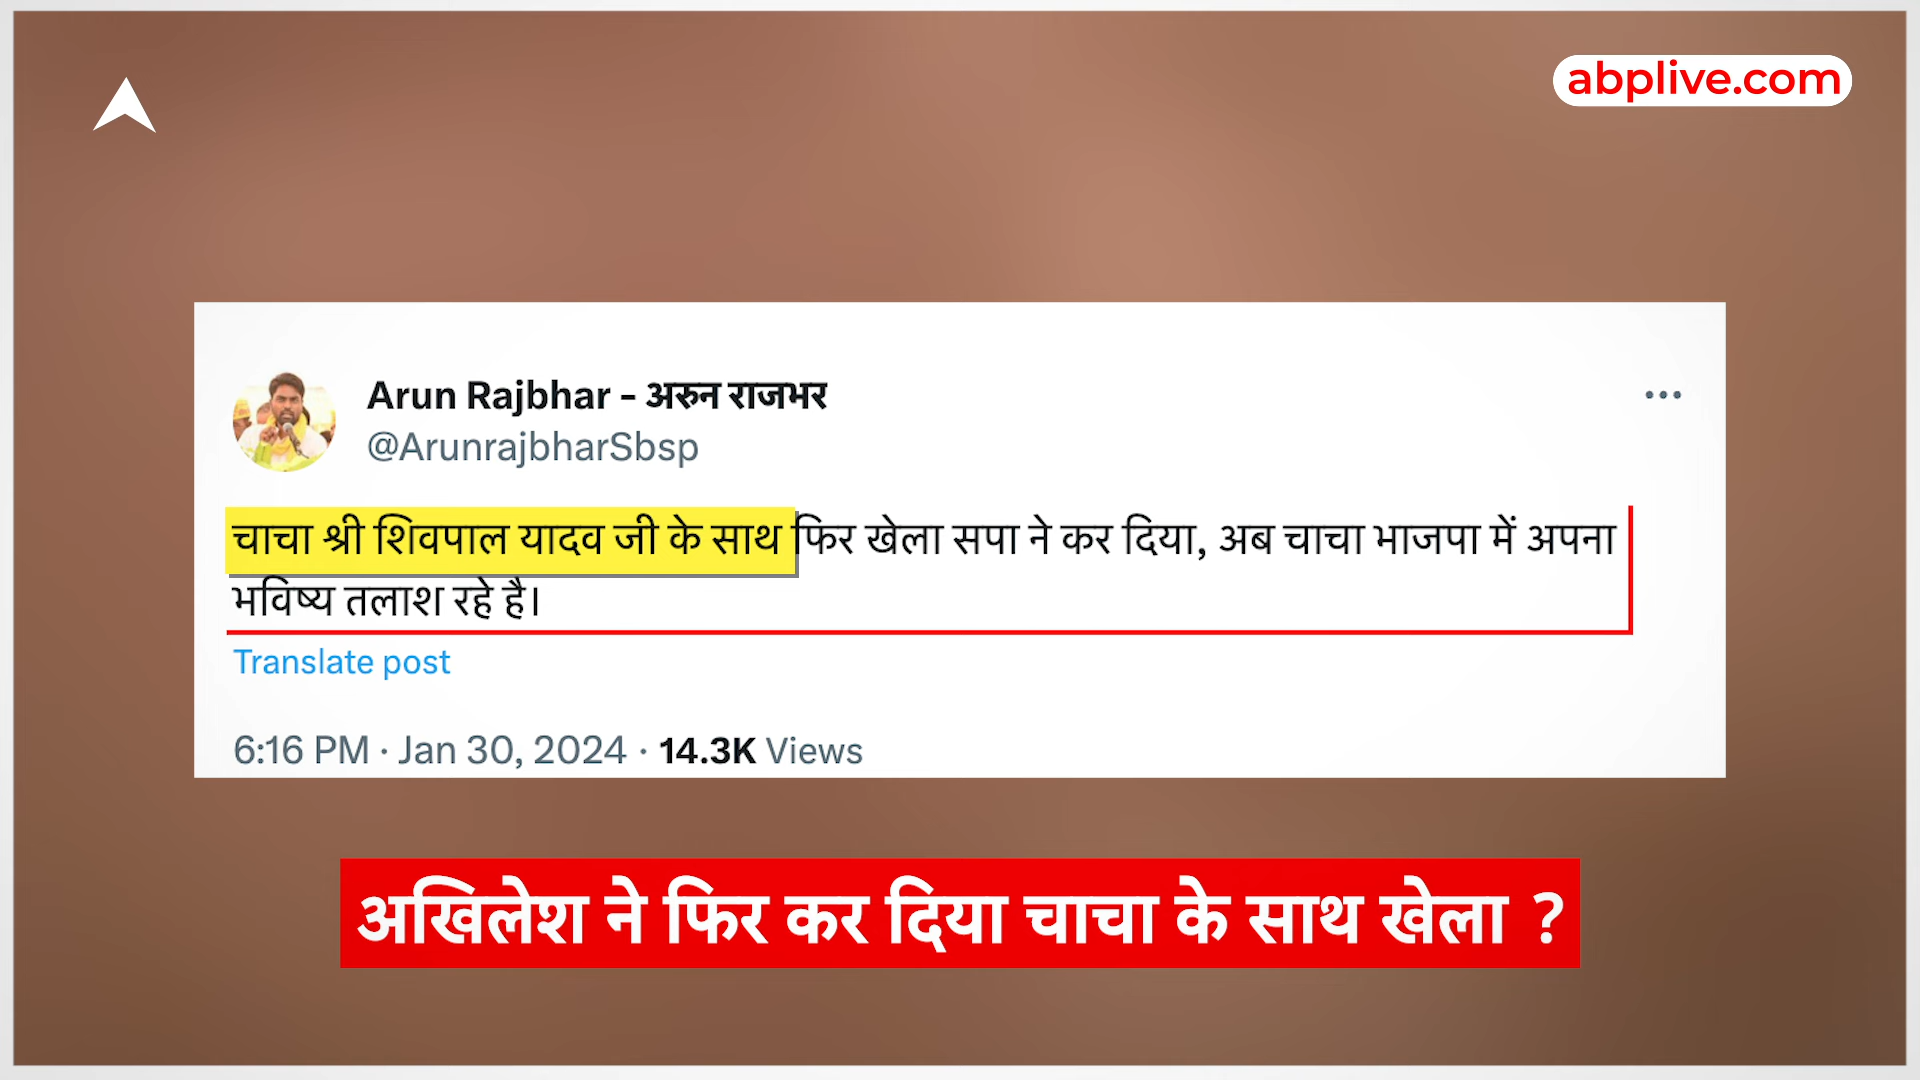 abplive.com
Arun Rajbhar - अरुन राजभर
@ArunrajbharSbsp
चाचा श्री शिवपाल यादव जी के साथ फिर खेला सपा ने कर दिया, अब चाचा भाजपा में अपना
भविष्य तलाश रहे है।
Translate post
6:16 PM · Jan 30, 2024 · 14.3K Views
अखिलेश ने फिर कर दिया चाचा के साथ खेला ?